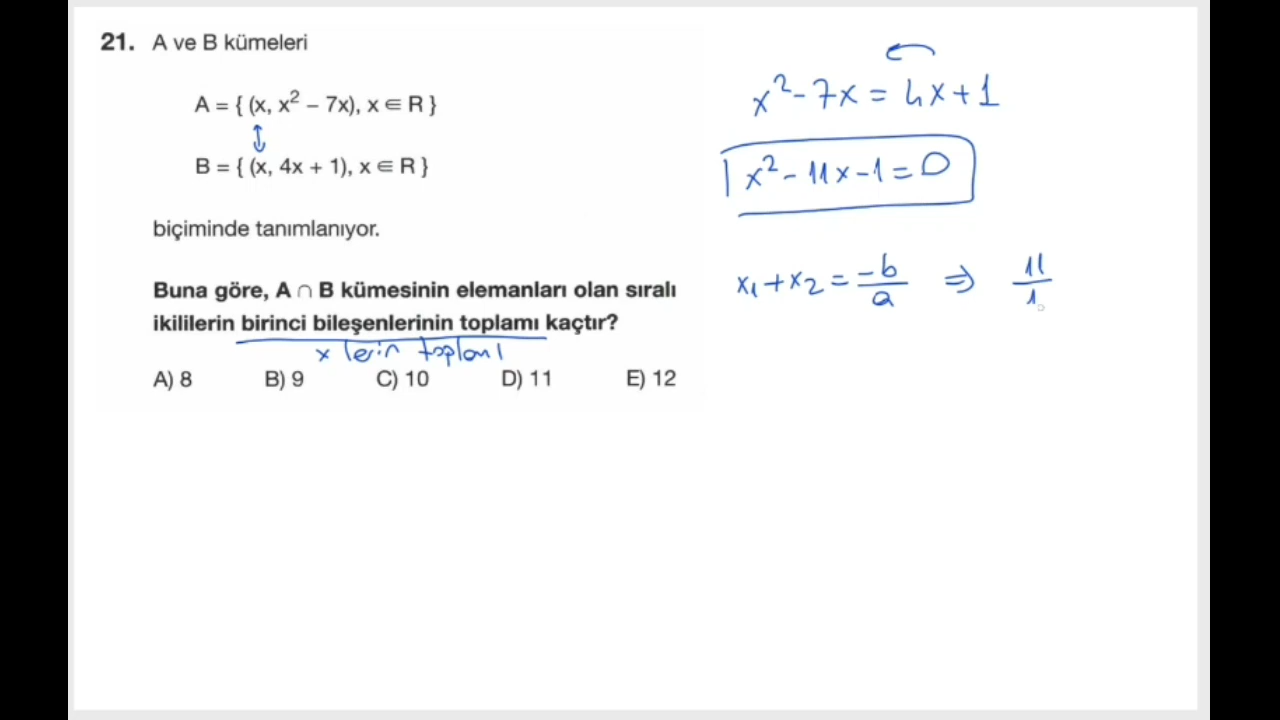 21. A ve B kümeleri
A = { (x, x² – 7x), x ∈ R }
B = { (x, 4x + 1), x ∈ R }
biçiminde tanımlanıyor.
Buna göre, A ∩ B kümesinin elemanları olan sıralı
ikililerin birinci bileşenlerinin toplamı kaçtır?
x lerin toplamı
A) 8 B) 9 C) 10 D) 11 E) 12
x² - 7x = 4x + 1
x² - 11x - 1 = 0
x₁ + x₂ = -b/a ⇒ 11/1